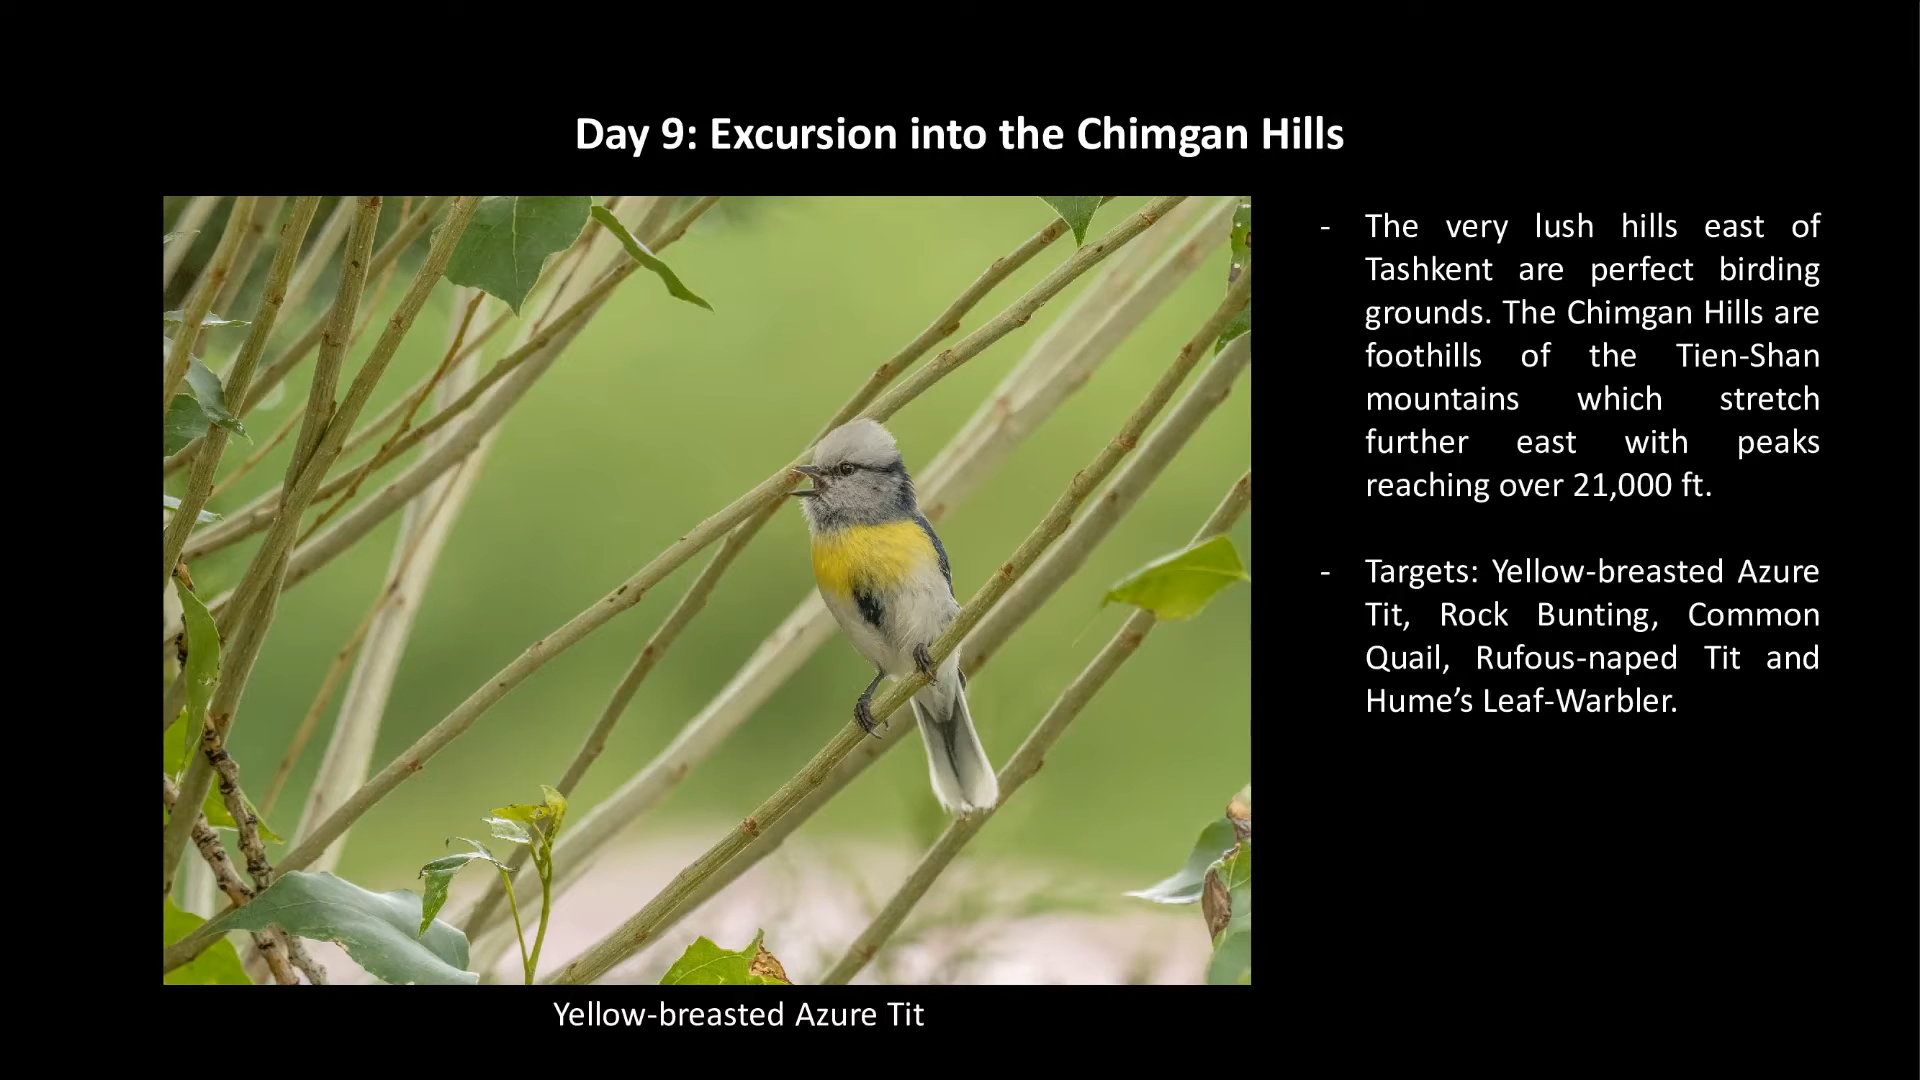 Day 9: Excursion into the Chimgan Hills
- The very lush hills east of
Tashkent are perfect birding
grounds. The Chimgan Hills are
foothills of the Tien-Shan
mountains which stretch
further east with peaks
reaching over 21,000 ft.
- Targets: Yellow-breasted Azure
Tit, Rock Bunting, Common
Quail, Rufous-naped Tit and
Hume’s Leaf-Warbler.
Yellow-breasted Azure Tit